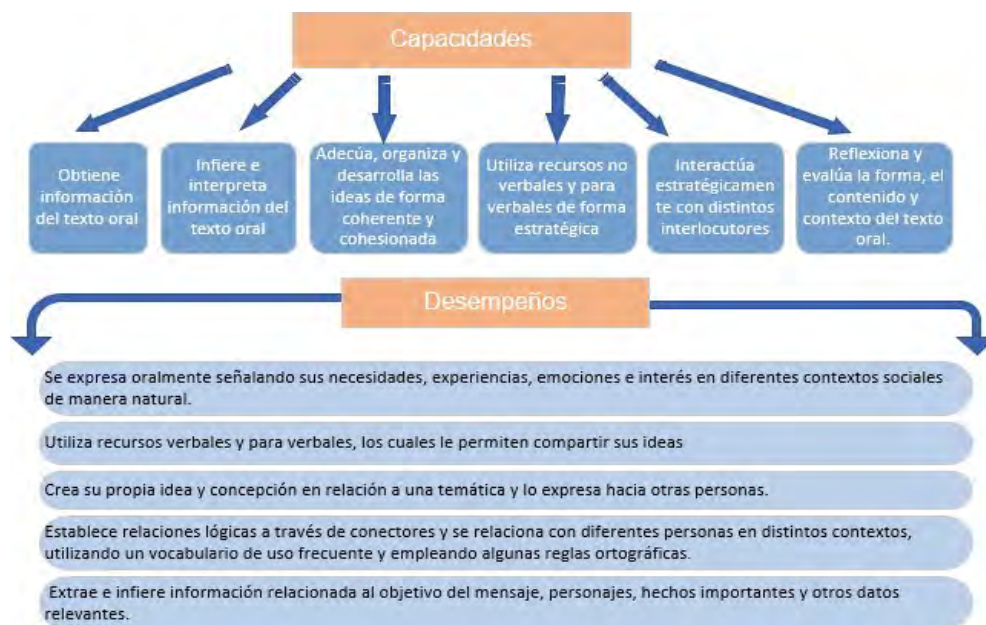 Capacidades
Obtiene
información
del texto oral
Infiere e
interpreta
información del
texto oral
Adecúa, organiza y
desarrolla las
ideas de forma
coherente y
cohesionada
Utiliza recursos no
verbales y para
verbales de forma
estratégica
Interactúa
estratégicamen
te con distintos
interlocutores
Reflexiona y
evalúa la forma, el
contenido y
contexto del texto
oral.
Desempeños
Se expresa oralmente señalando sus necesidades, experiencias, emociones e interés en diferentes contextos sociales
de manera natural.
Utiliza recursos verbales y para verbales, los cuales le permiten compartir sus ideas
Crea su propia idea y concepción en relación a una temática y lo expresa hacia otras personas.
Establece relaciones lógicas a través de conectores y se relaciona con diferentes personas en distintos contextos,
utilizando un vocabulario de uso frecuente y empleando algunas reglas ortográficas.
Extrae e infiere información relacionada al objetivo del mensaje, personajes, hechos importantes y otros datos
relevantes.